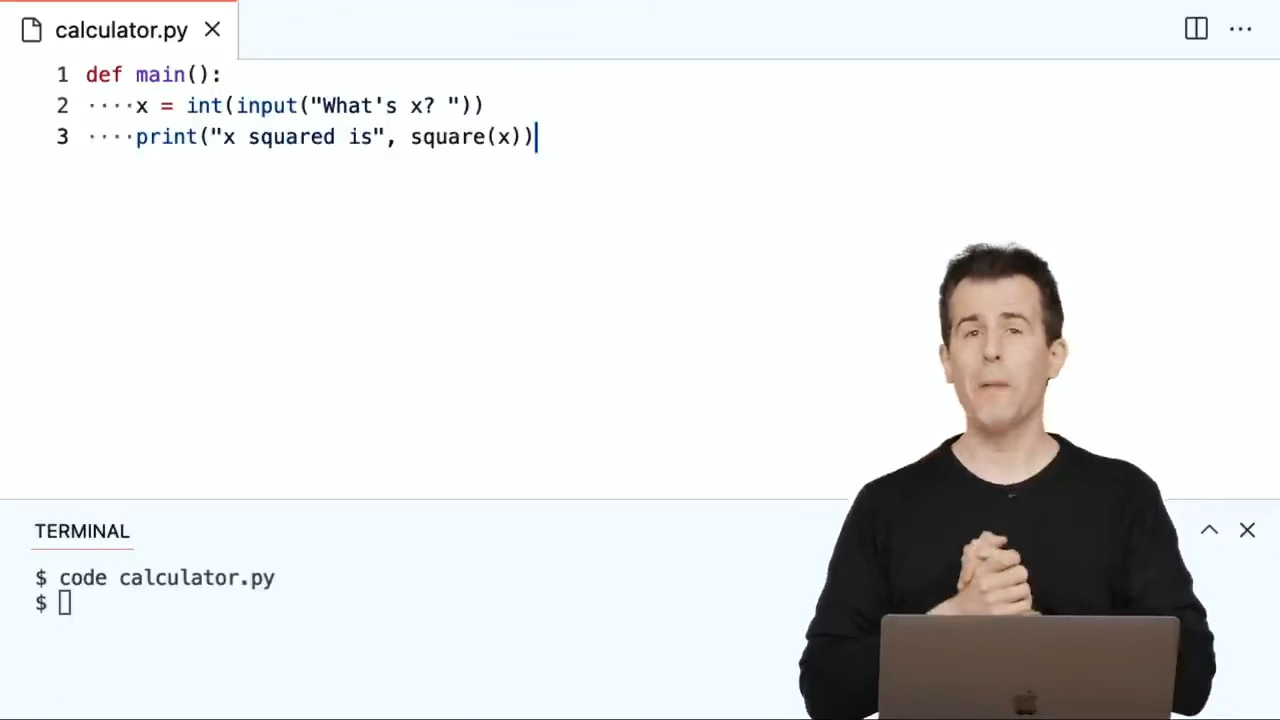 calculator.py
1 def main():
2 ····x = int(input("What's x? "))
3 ····print("x squared is", square(x))
TERMINAL
$ code calculator.py
$